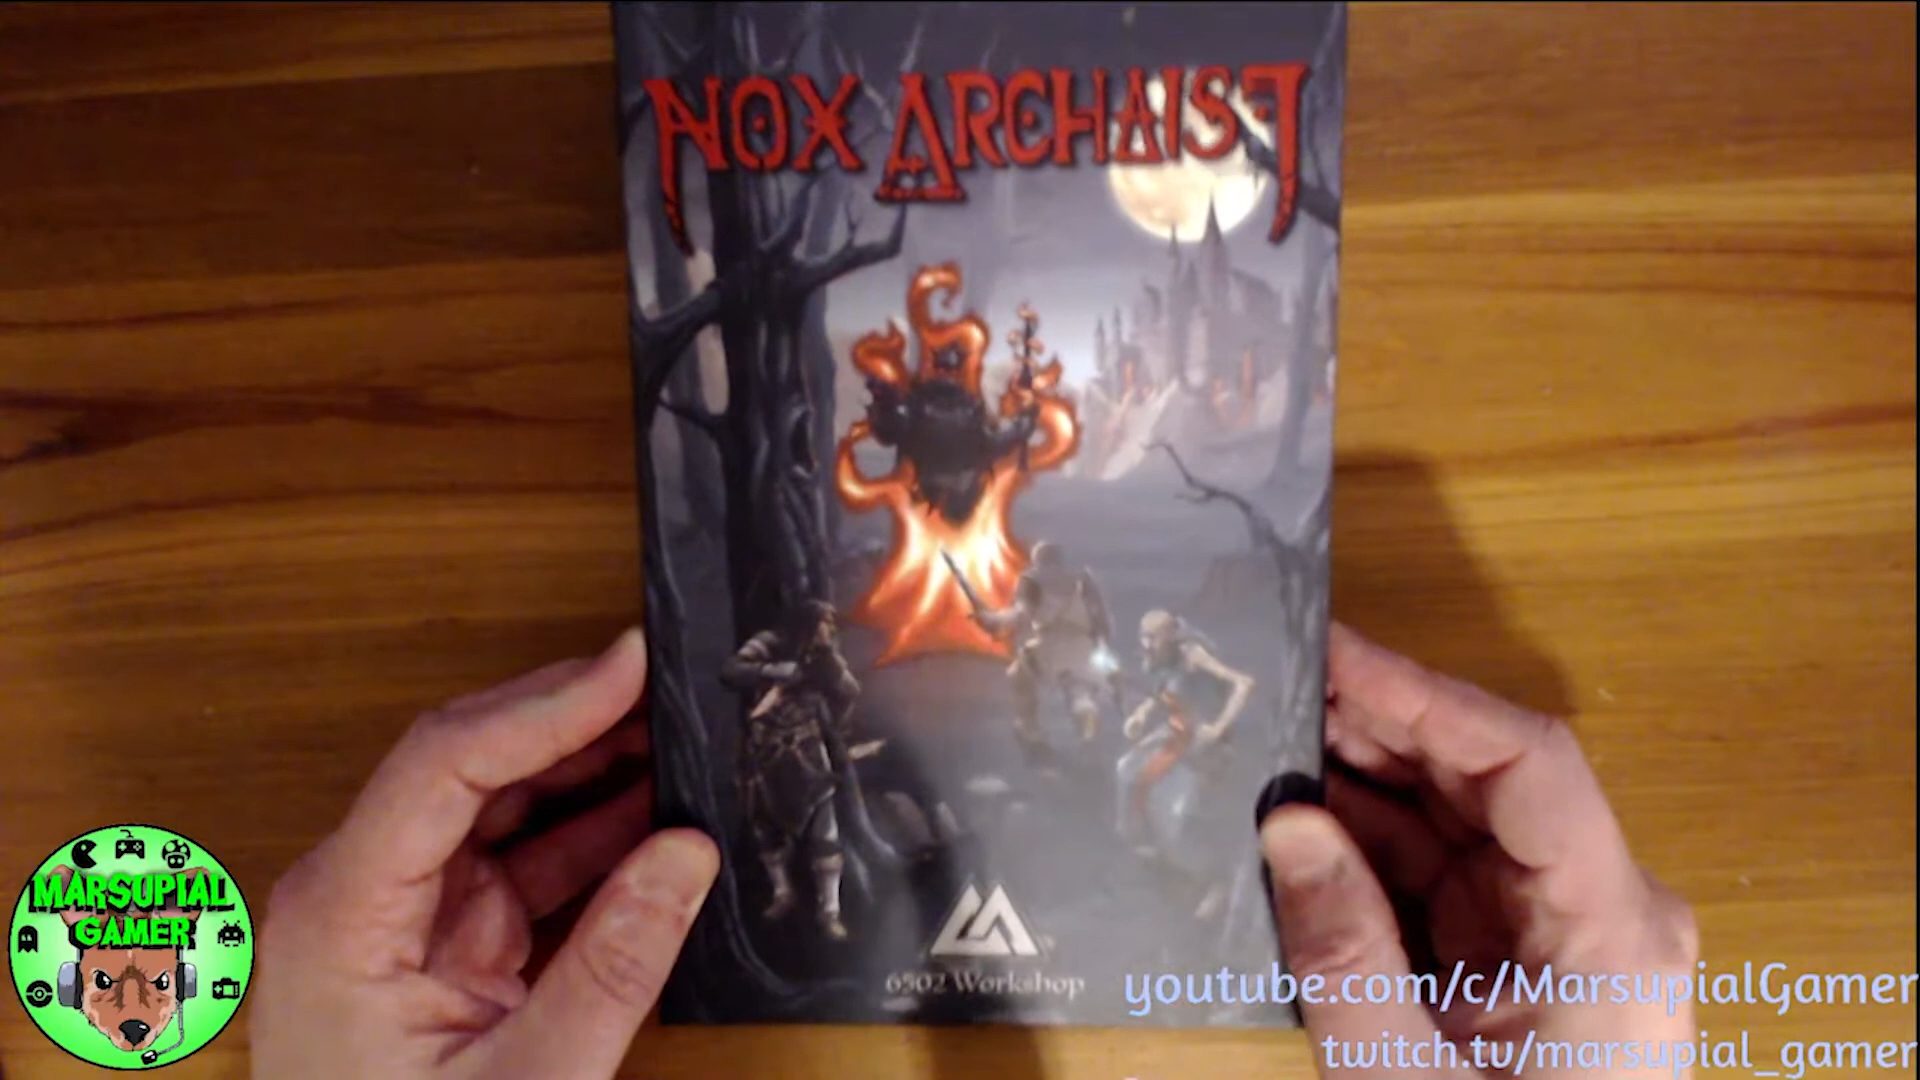 NOX ARCHAIST
6502 Workshop
MARSUPIAL
GAMER
youtube.com/c/MarsupialGamer
twitch.tv/marsupial_gamer